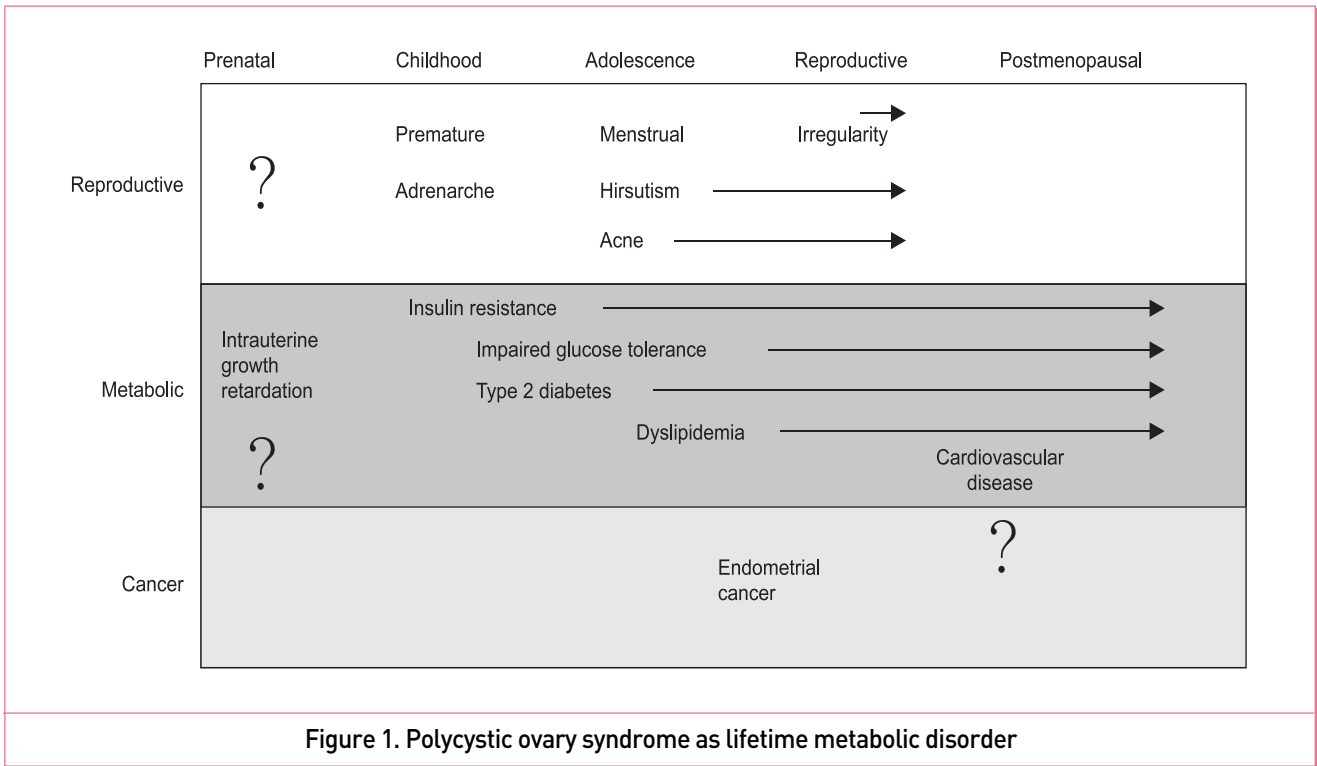 Prenatal Childhood Adolescence Reproductive Postmenopausal
Premature Menstrual Irregularity
Reproductive ? Adrenarche Hirsutism
Acne
Insulin resistance
Intrauterine
growth
retardation
Impaired glucose tolerance
Metabolic Type 2 diabetes
Dyslipidemia
?
Cardiovascular
disease
?
Cancer Endometrial
cancer
Figure 1. Polycystic ovary syndrome as lifetime metabolic disorder